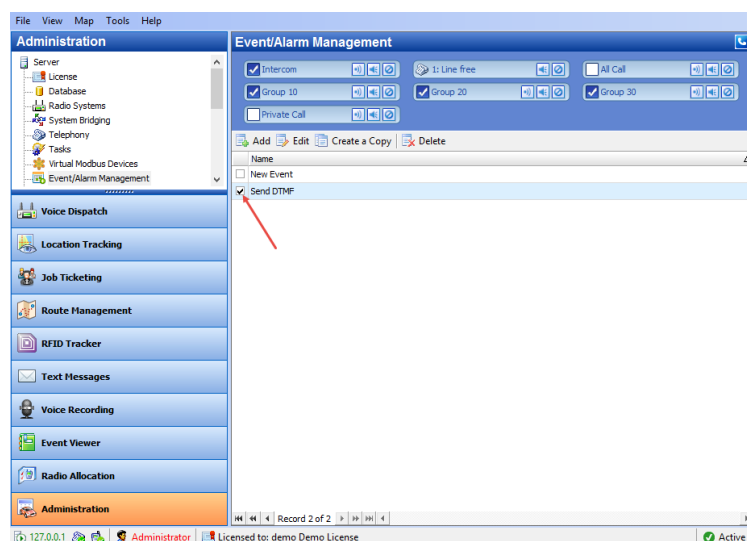 File View Map Tools Help
Administration
Event/Alarm Management
Server
License
Database
Radio Systems
System Bridging
Telephony
Tasks
Virtual Modbus Devices
Event/Alarm Management
Intercom
1: Line free
All Call
Group 10
Group 20
Group 30
Private Call
Add Edit Create a Copy Delete
Name
New Event
Send DTMF
Voice Dispatch
Location Tracking
Job Ticketing
Route Management
RFID Tracker
Text Messages
Voice Recording
Event Viewer
Radio Allocation
Administration
Record 2 of 2
127.0.0.1 Administrator Licensed to: demo Demo License Active